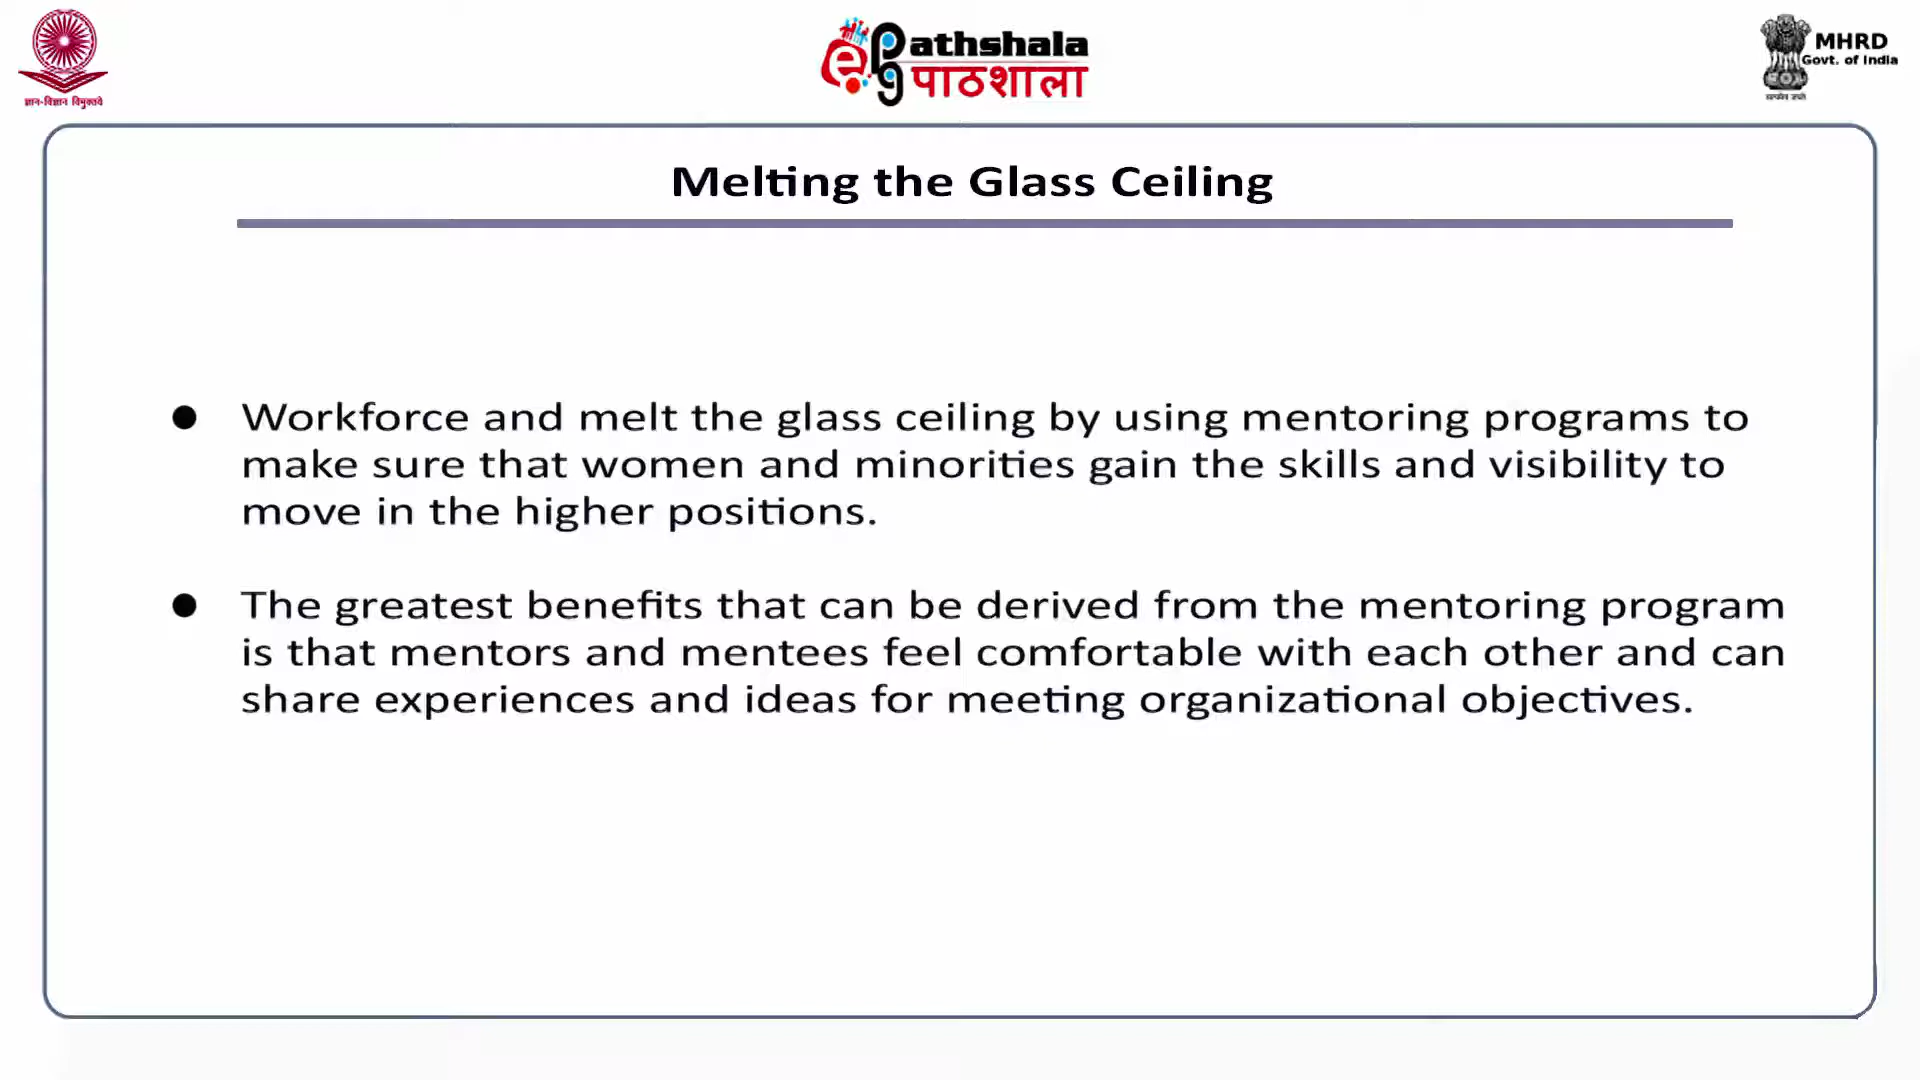 ज्ञान-विज्ञान विमुक्तये
Pathshala
पाठशाला
MHRD
Govt. of India
Melting the Glass Ceiling
● Workforce and melt the glass ceiling by using mentoring programs to
make sure that women and minorities gain the skills and visibility to
move in the higher positions.
● The greatest benefits that can be derived from the mentoring program
is that mentors and mentees feel comfortable with each other and can
share experiences and ideas for meeting organizational objectives.